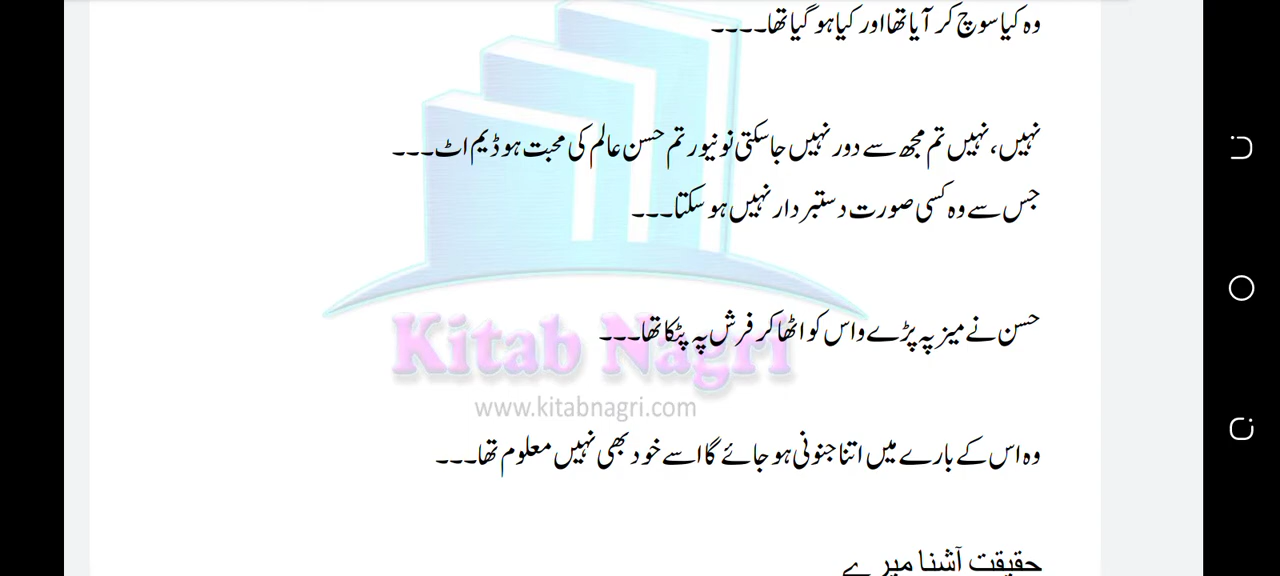 وہ کیا سوچ کر آیا تھا اور کیا ہو گیا تھا۔۔۔۔
نہیں، نہیں تم مجھ سے دور نہیں جا سکتی نو نیور تم حسن عالم کی محبت ہو ڈیم اٹ۔۔۔
جس سے وہ کسی صورت دستبردار نہیں ہو سکتا۔۔۔
حسن نے میز پہ پڑے واس کو اٹھا کر فرش پہ پٹکا تھا۔۔۔
Kitab Nagri
www.kitabnagri.com
وہ اس کے بارے میں اتنا جنونی ہو جائے گا اسے خود بھی نہیں معلوم تھا۔۔۔
حقیقت آشنا میرے